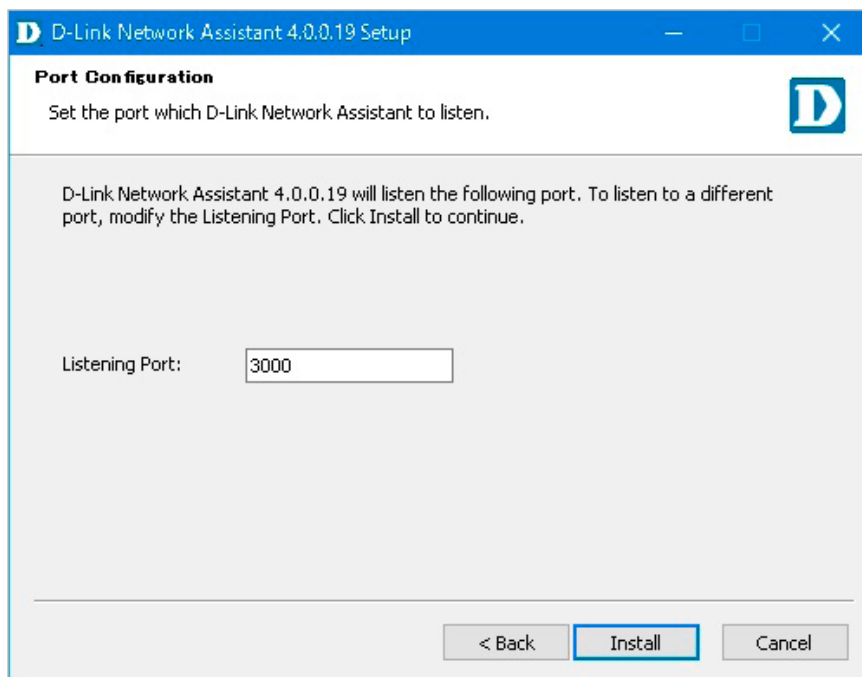 D-Link Network Assistant 4.0.0.19 Setup
Port Configuration
Set the port which D-Link Network Assistant to listen.
D-Link Network Assistant 4.0.0.19 will listen the following port. To listen to a different
port, modify the Listening Port. Click Install to continue.
Listening Port: 3000
< Back Install Cancel